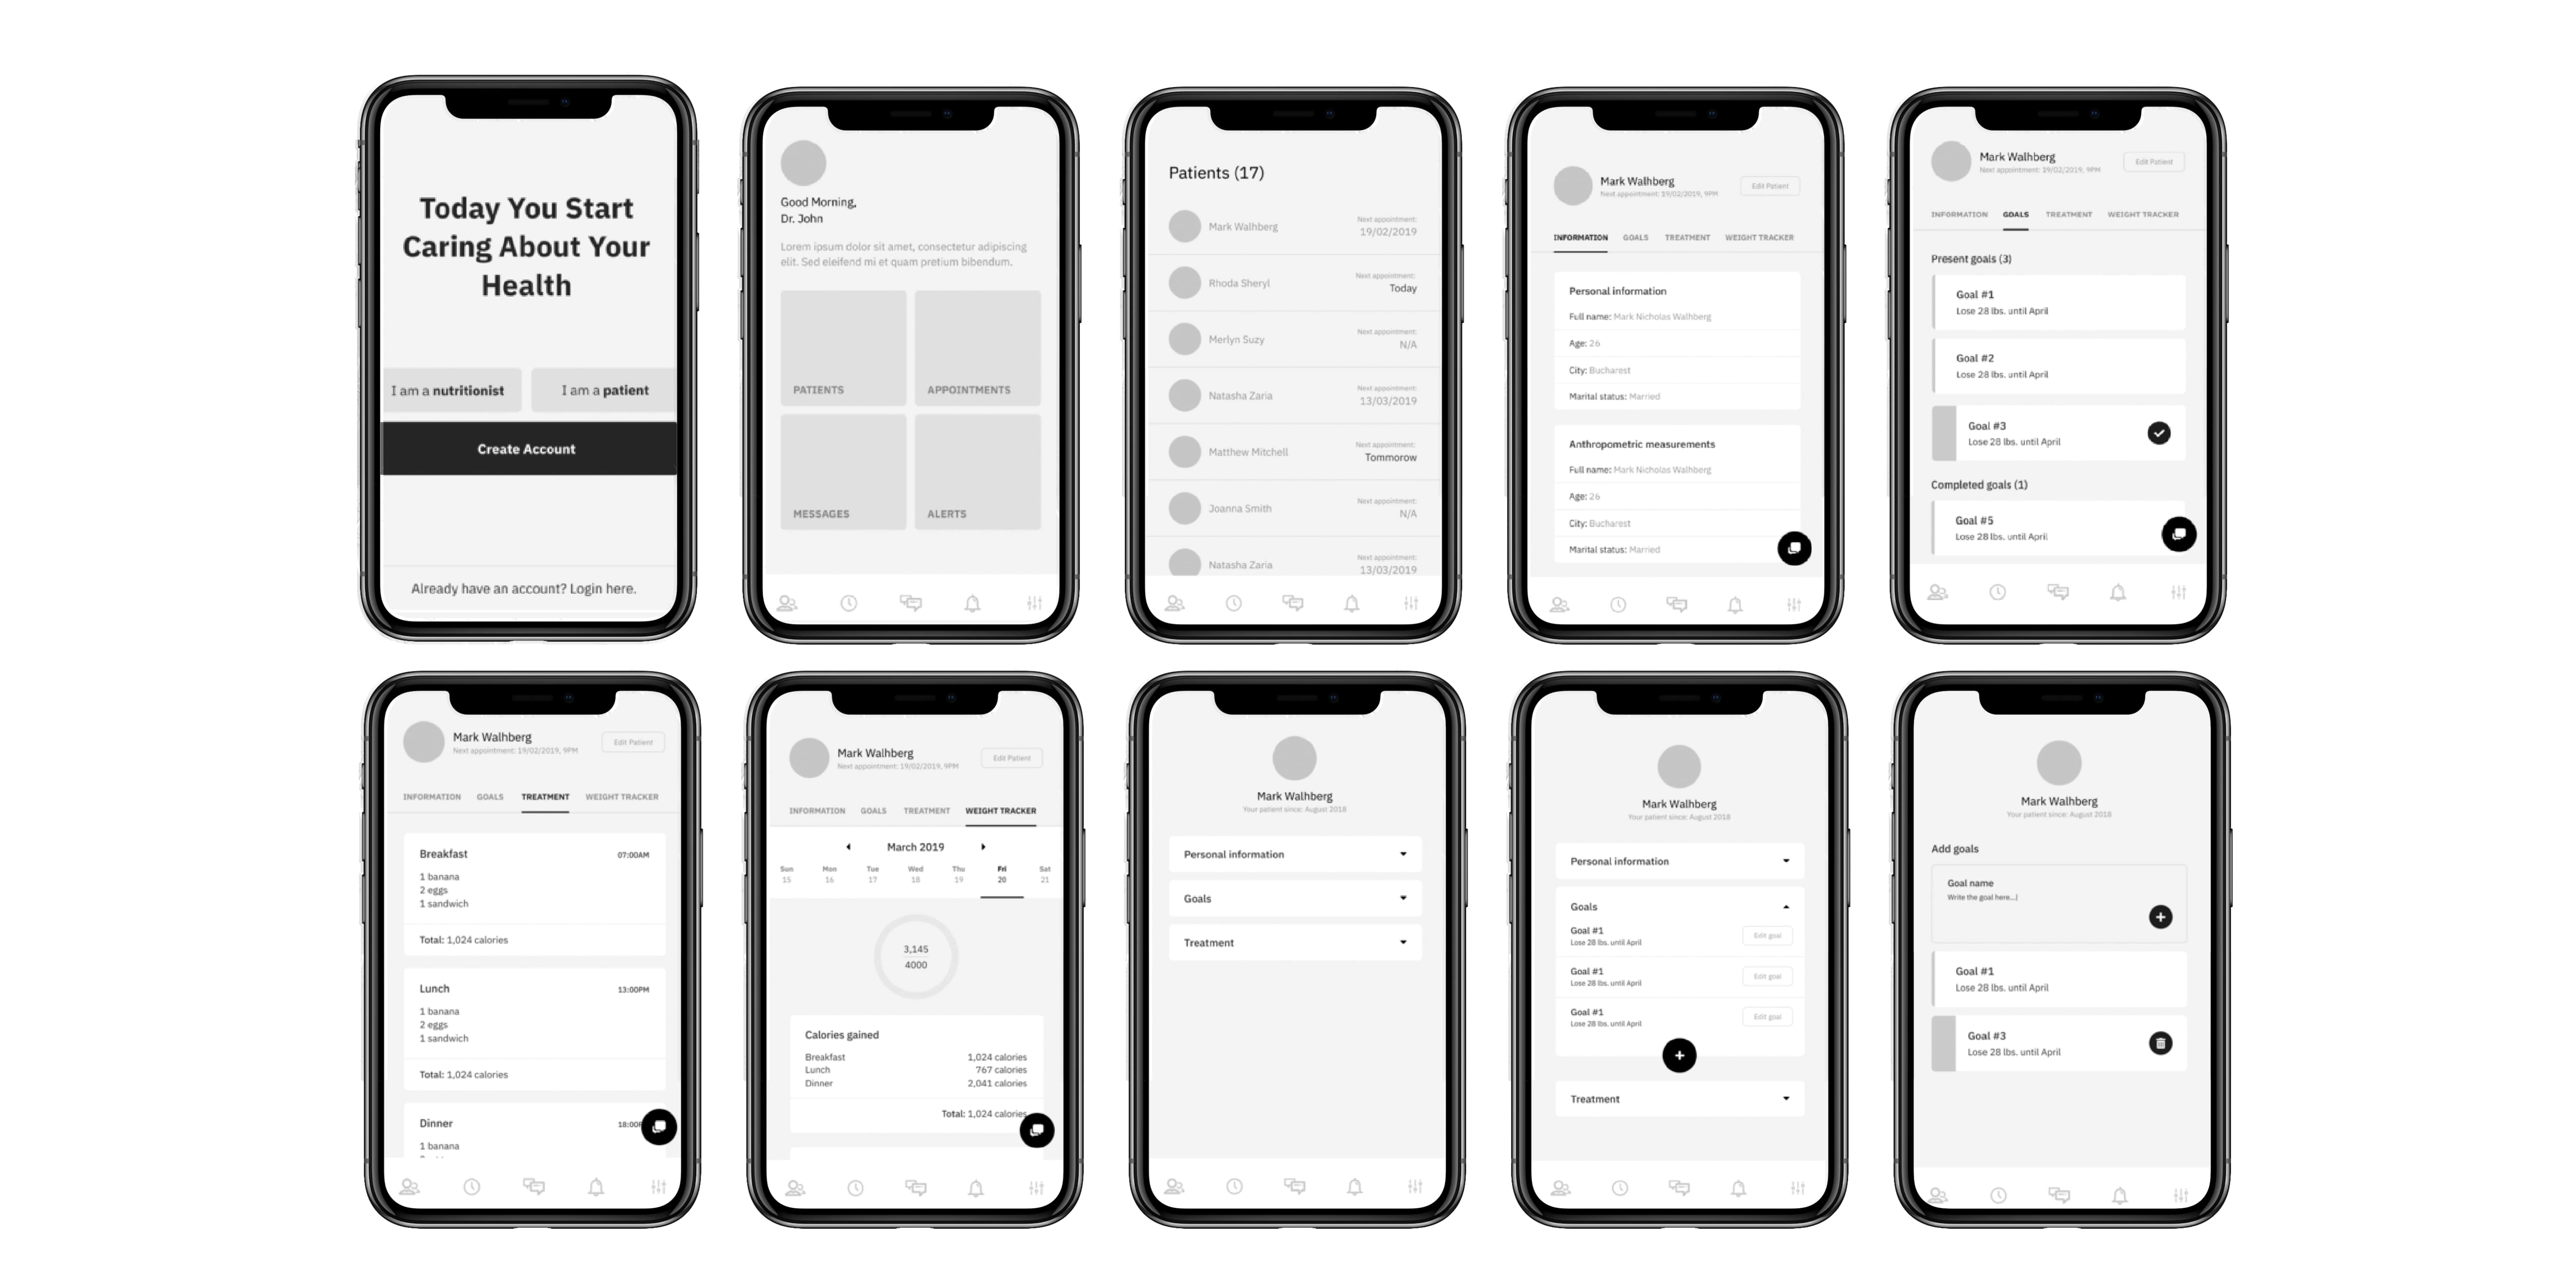 Today You Start
Caring About Your
Health
I am a nutritionist
I am a patient
Create Account
Already have an account? Login here.
Good Morning,
Dr. John
Lorem ipsum dolor sit amet, consectetur adipiscing
elit. Sed eleifend mi et quam pretium bibendum.
PATIENTS
APPOINTMENTS
MESSAGES
ALERTS
Patients (17)
Mark Walhberg
Next appointment:
19/02/2019
Rhoda Sheryl
Next appointment:
Today
Merlyn Suzy
Next appointment:
N/A
Natasha Zaria
Next appointment:
13/03/2019
Matthew Mitchell
Next appointment:
Tommorow
Joanna Smith
Next appointment:
N/A
Natasha Zaria
Next appointment:
13/03/2019
Mark Walhberg
Next appointment: 19/02/2019, 9PM
Edit Patient
INFORMATION GOALS TREATMENT WEIGHT TRACKER
Personal information
Full name: Mark Nicholas Walhberg
Age: 26
City: Bucharest
Marital status: Married
Anthropometric measurements
Full name: Mark Nicholas Walhberg
Age: 26
City: Bucharest
Marital status: Married
Mark Walhberg
Next appointment: 19/02/2019, 9PM
Edit Patient
INFORMATION GOALS TREATMENT WEIGHT TRACKER
Present goals (3)
Goal #1
Lose 28 lbs. until April
Goal #2
Lose 28 lbs. until April
Goal #3
Lose 28 lbs. until April
Completed goals (1)
Goal #5
Lose 28 lbs. until April
Mark Walhberg
Next appointment: 19/02/2019, 9PM
Edit Patient
INFORMATION GOALS TREATMENT WEIGHT TRACKER
Breakfast 07:00AM
1 banana
2 eggs
1 sandwich
Total: 1,024 calories
Lunch 13:00PM
1 banana
2 eggs
1 sandwich
Total: 1,024 calories
Dinner 18:00
1 banana
Mark Walhberg
Next appointment: 19/02/2019, 9PM
Edit Patient
INFORMATION GOALS TREATMENT WEIGHT TRACKER
March 2019
Sun Mon Tue Wed Thu Fri Sat
15 16 17 18 19 20 21
3,145
4000
Calories gained
Breakfast 1,024 calories
Lunch 767 calories
Dinner 2,041 calories
Total: 1,024 calories
Mark Walhberg
Your patient since: August 2018
Personal information
Goals
Treatment
Mark Walhberg
Your patient since: August 2018
Personal information
Goals
Goal #1
Lose 28 lbs. until April
Edit goal
Goal #1
Lose 28 lbs. until April
Edit goal
Goal #1
Lose 28 lbs. until April
Edit goal
Treatment
Mark Walhberg
Your patient since: August 2018
Add goals
Goal name
Write the goal here...|
Goal #1
Lose 28 lbs. until April
Goal #3
Lose 28 lbs. until April